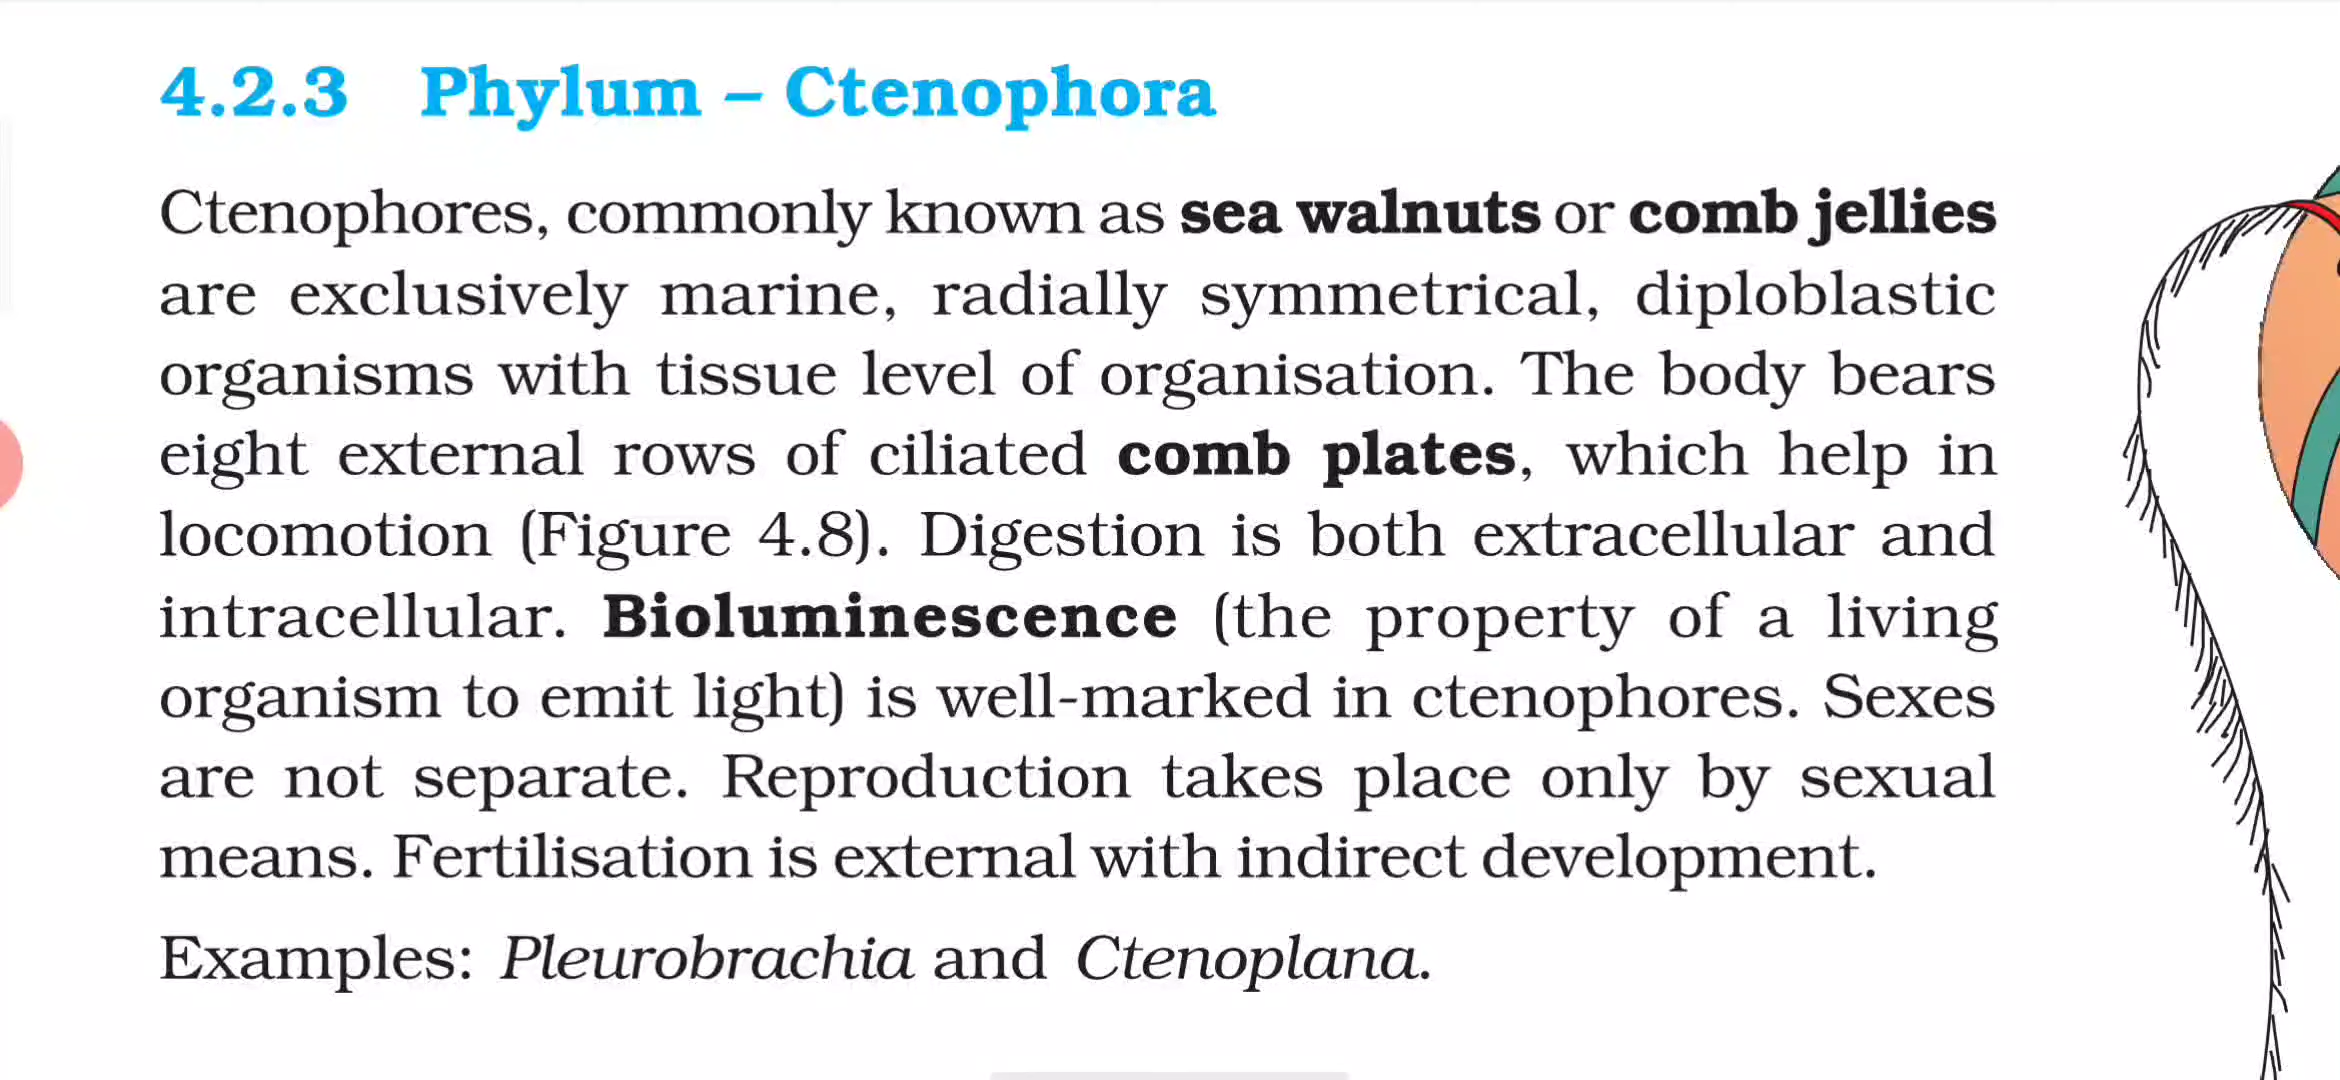 4.2.3 Phylum – Ctenophora
Ctenophores, commonly known as sea walnuts or comb jellies
are exclusively marine, radially symmetrical, diploblastic
organisms with tissue level of organisation. The body bears
eight external rows of ciliated comb plates, which help in
locomotion (Figure 4.8). Digestion is both extracellular and
intracellular. Bioluminescence (the property of a living
organism to emit light) is well-marked in ctenophores. Sexes
are not separate. Reproduction takes place only by sexual
means. Fertilisation is external with indirect development.
Examples: Pleurobrachia and Ctenoplana.